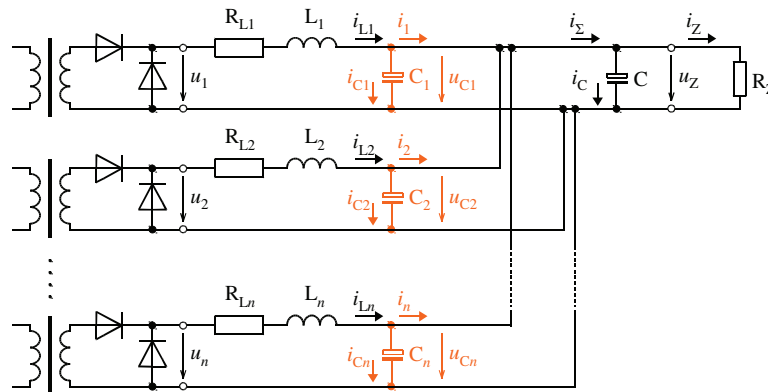 R_L1 L_1 i_L1 i_1 i_Σ i_Z
u_1 i_C1 C_1 u_C1 i_C C u_Z R_z
R_L2 L_2 i_L2 i_2
u_2 i_C2 C_2 u_C2
R_Ln L_n i_Ln i_n
u_n i_Cn C_n u_Cn